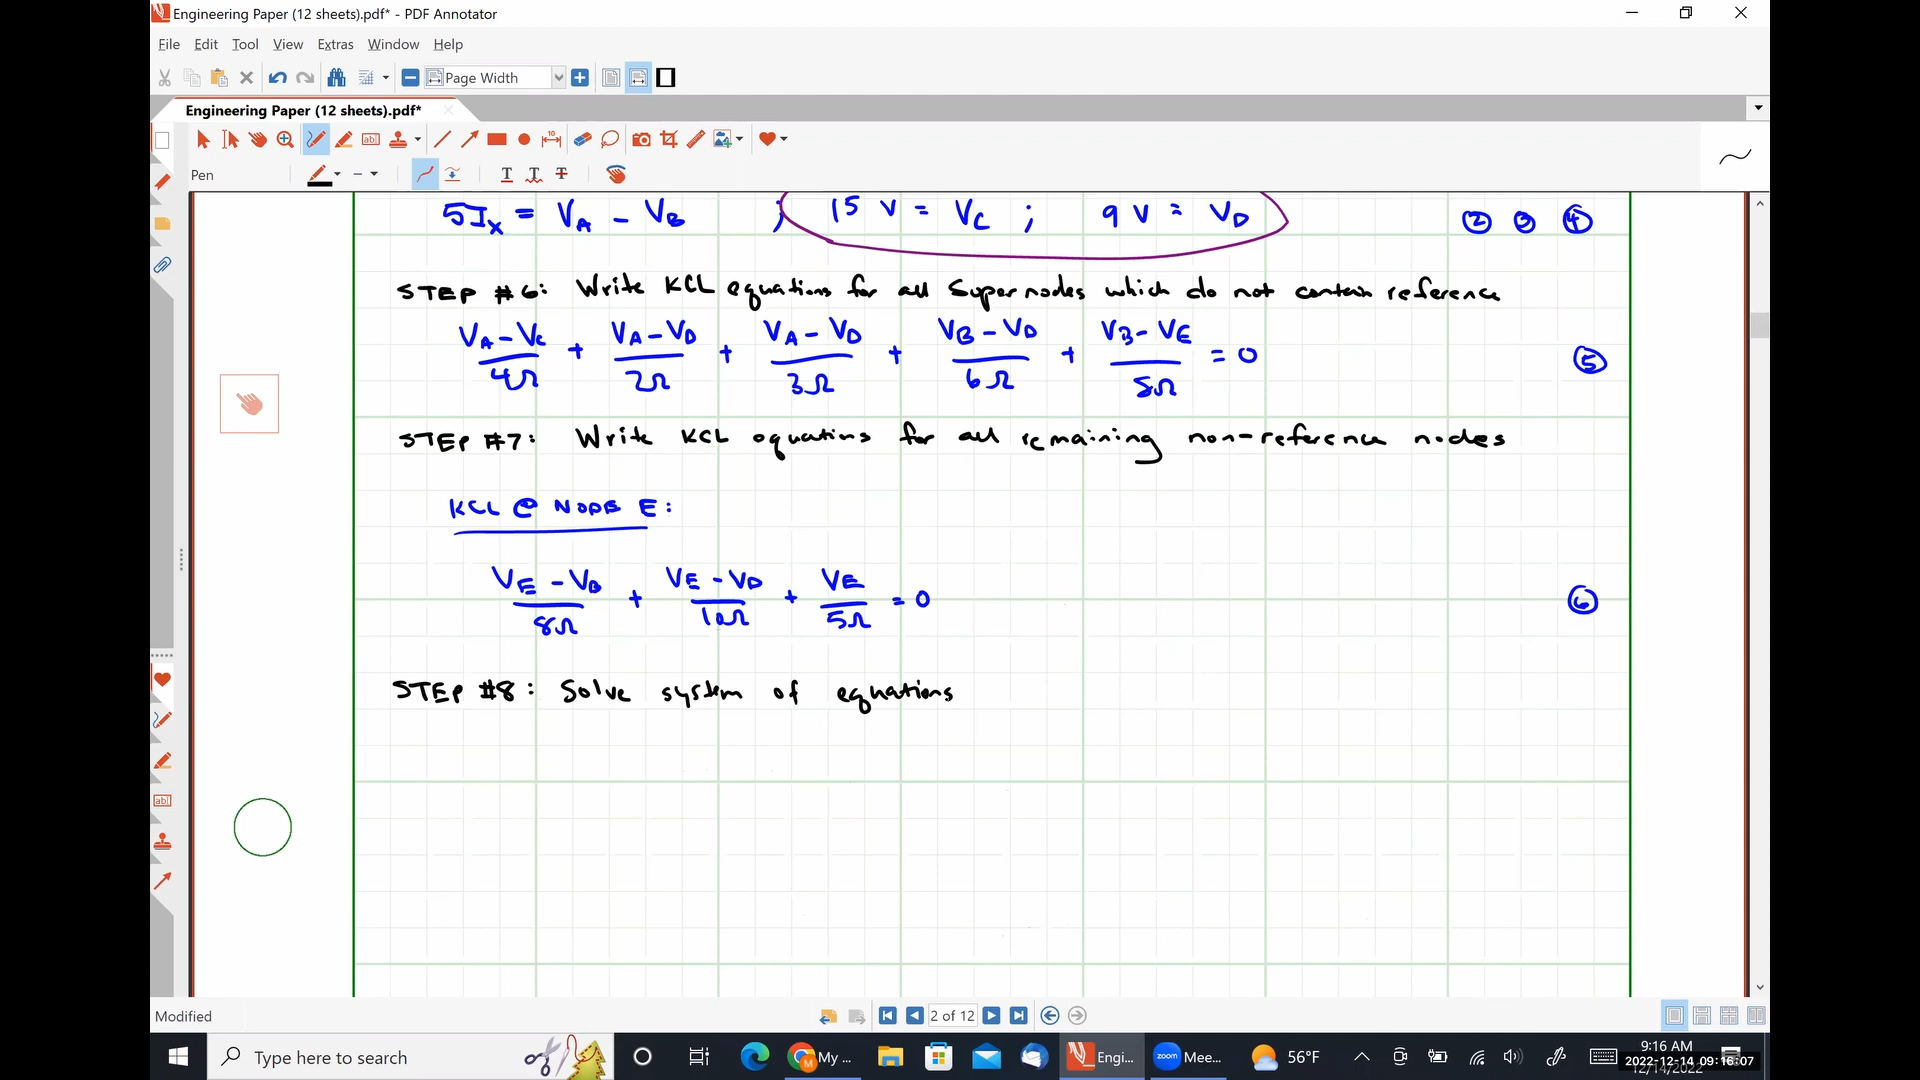 Engineering Paper (12 sheets).pdf* - PDF Annotator
File Edit Tool View Extras Window Help
Page Width
Engineering Paper (12 sheets).pdf*
Pen
5Ix = VA - VB ; 15 V = VC ; 9 V = VD ② ③ ④
STEP #6: Write KCL equations for all Supernodes which do not contain reference
VA-VC/4Ω + VA-VD/2Ω + VA-VD/3Ω + VB-VD/6Ω + VB-VE/8Ω = 0 ⑤
STEP #7: Write KCL equations for all remaining non-reference nodes
KCL @ NODE E:
VE-VB/8Ω + VE-VD/10Ω + VE/5Ω = 0 ⑥
STEP #8: Solve system of equations
Modified
2 of 12
Type here to search
My ...
Engi...
zoom
Mee...
56°F
9:16 AM
2022-12-14 09:16:07